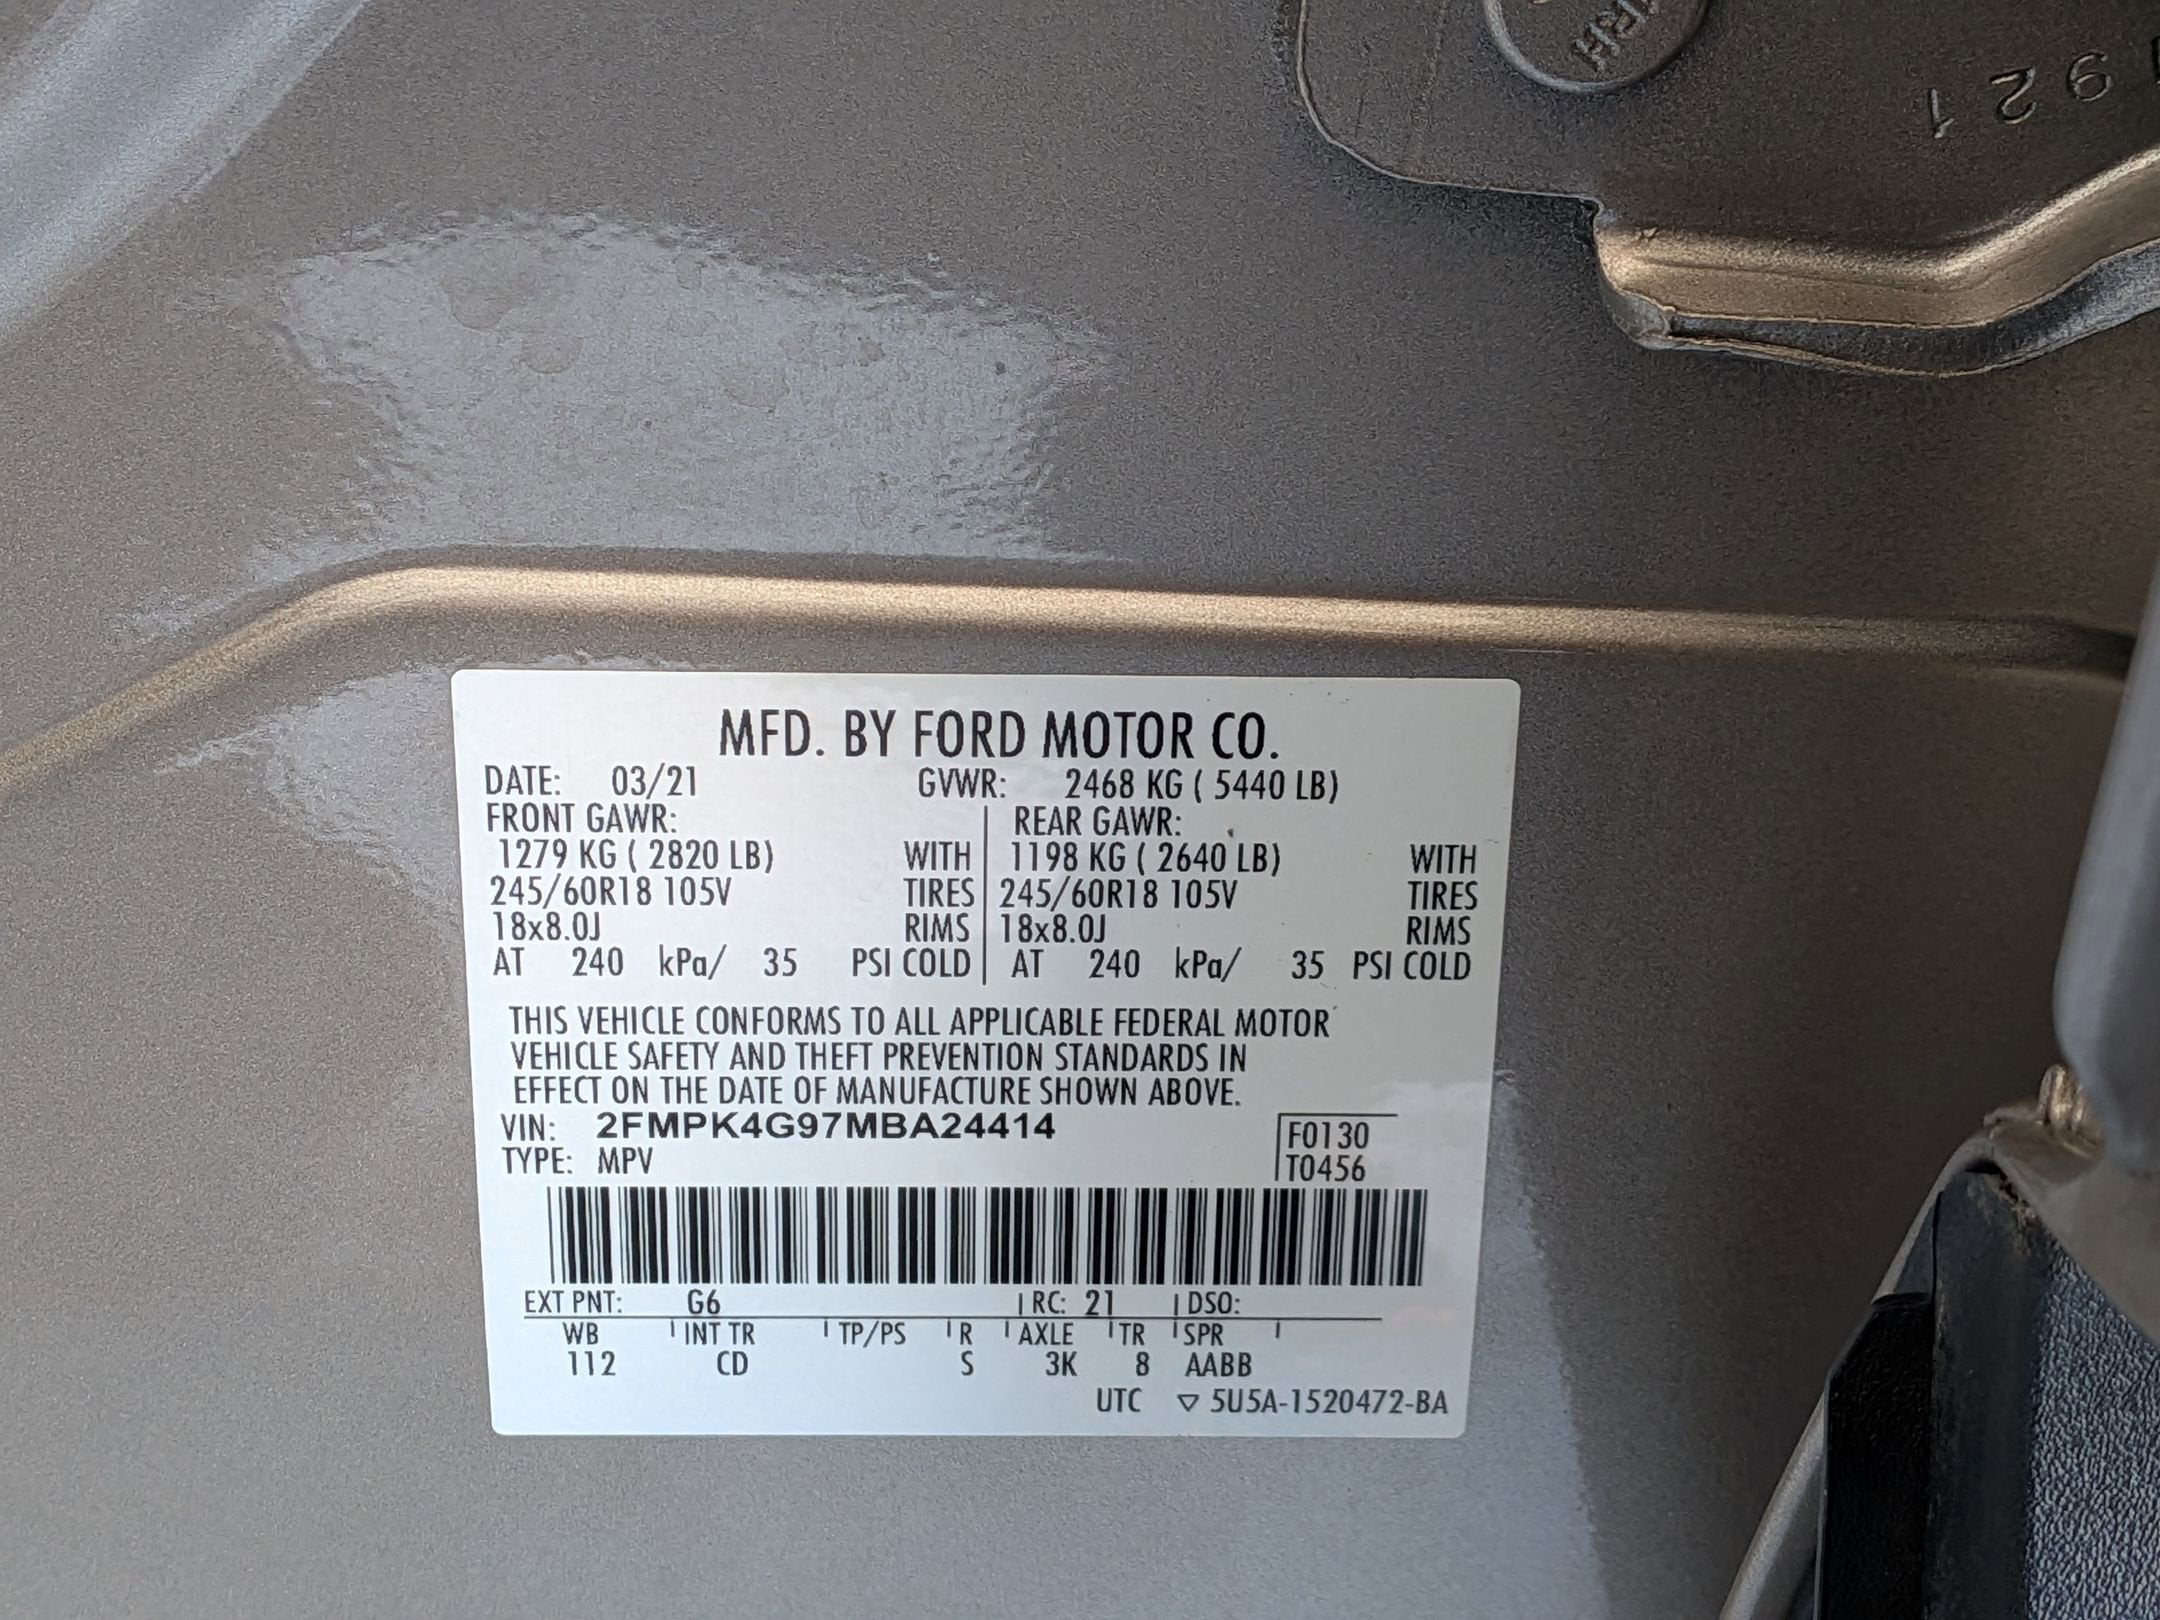 RH
921
MFD. BY FORD MOTOR CO.
DATE: 03/21 GVWR: 2468 KG ( 5440 LB)
FRONT GAWR: REAR GAWR:
1279 KG ( 2820 LB) WITH 1198 KG ( 2640 LB) WITH
245/60R18 105V TIRES 245/60R18 105V TIRES
18x8.0J RIMS 18x8.0J RIMS
AT 240 kPa/ 35 PSI COLD AT 240 kPa/ 35 PSI COLD
THIS VEHICLE CONFORMS TO ALL APPLICABLE FEDERAL MOTOR
VEHICLE SAFETY AND THEFT PREVENTION STANDARDS IN
EFFECT ON THE DATE OF MANUFACTURE SHOWN ABOVE.
VIN: 2FMPK4G97MBA24414 F0130
TYPE: MPV T0456
EXT PNT: G6 RC: 21 DSO:
WB INT TR TP/PS R AXLE TR SPR
112 CD S 3K 8 AABB
UTC ▽ 5U5A-1520472-BA